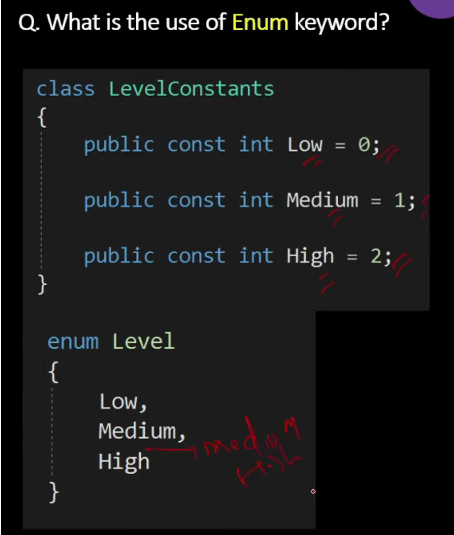 Q. What is the use of Enum keyword?
class LevelConstants
{
public const int Low = 0;
public const int Medium = 1;
public const int High = 2;
}
enum Level
{
Low,
Medium,
High
medium
High
}